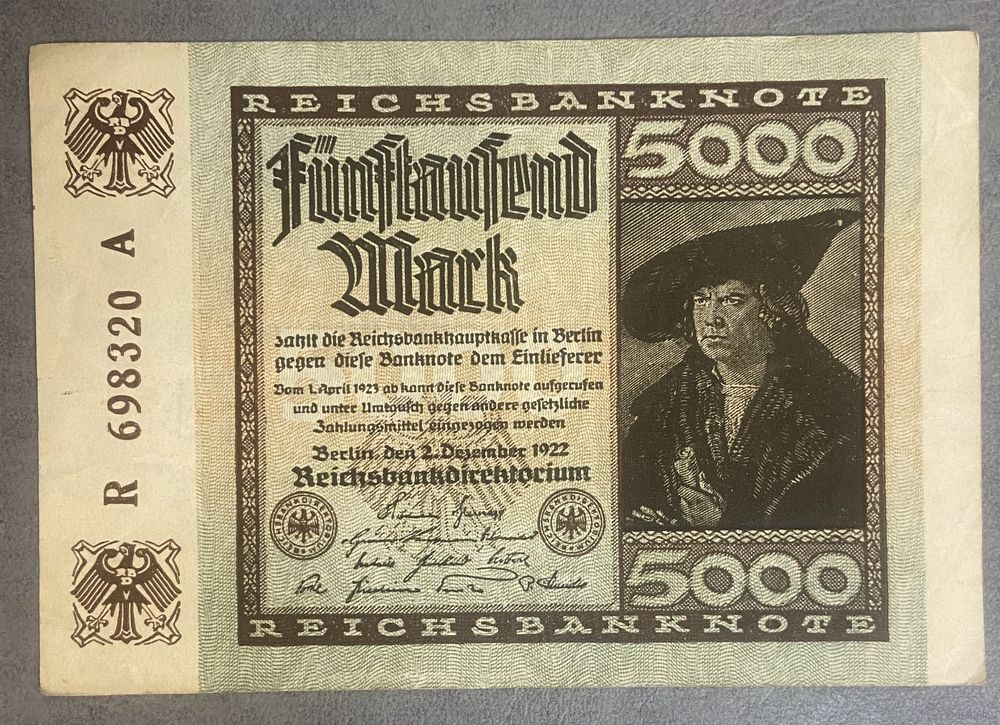 REICHSBANKNOTE
5000
Fünftausend
Mark
zahlt die Reichsbankhauptkasse in Berlin
gegen diese Banknote dem Einlieferer
Vom 1. April 1923 ab kann diese Banknote aufgerufen
und unter Umtausch gegen andere gesetzliche
Zahlungsmittel eingezogen werden
Berlin, den 2. Dezember 1922
Reichsbankdirektorium
5000
REICHSBANKNOTE
R 698320 A